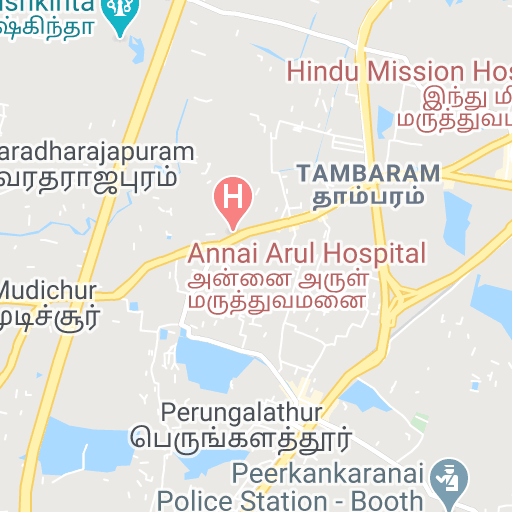 ishkinta
ஷ்கிந்தா
Hindu Mission Hos
இந்து மி
மருத்துவம
aradharajapuram
வரதராஜபுரம்
TAMBARAM
தாம்பரம்
H
Annai Arul Hospital
அன்னை அருள்
மருத்துவமனை
Mudichur
முடிச்சூர்
Perungalathur
பெருங்களத்தூர்
Peerkankaranai
Police Station - Booth